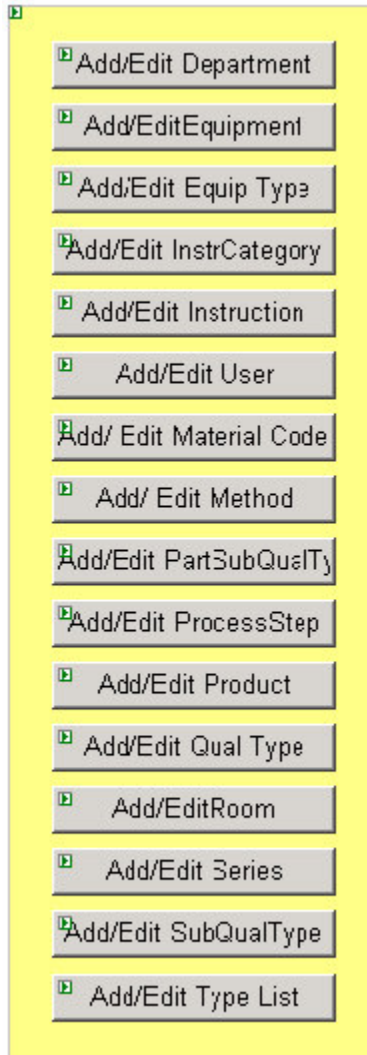 Add/Edit Department
Add/EditEquipment
Add/Edit Equip Type
Add/Edit InstrCategory
Add/Edit Instruction
Add/Edit User
Add/ Edit Material Code
Add/ Edit Method
Add/Edit PartSubQualTy
Add/Edit ProcessStep
Add/Edit Product
Add/Edit Qual Type
Add/EditRoom
Add/Edit Series
Add/Edit SubQualType
Add/Edit Type List